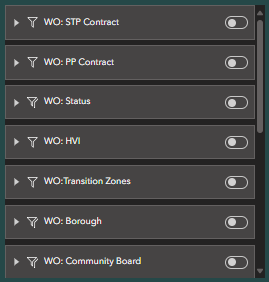 WO: STP Contract
WO: PP Contract
WO: Status
WO: HVI
WO:Transition Zones
WO: Borough
WO: Community Board